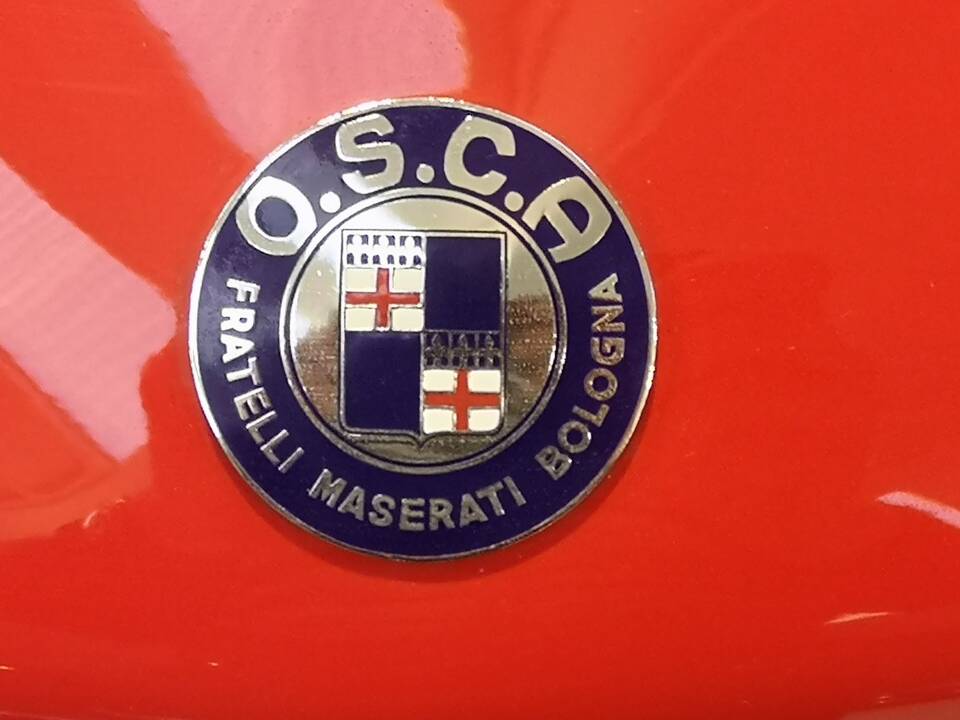 O.S.C.A
FRATELLI MASERATI BOLOGNA